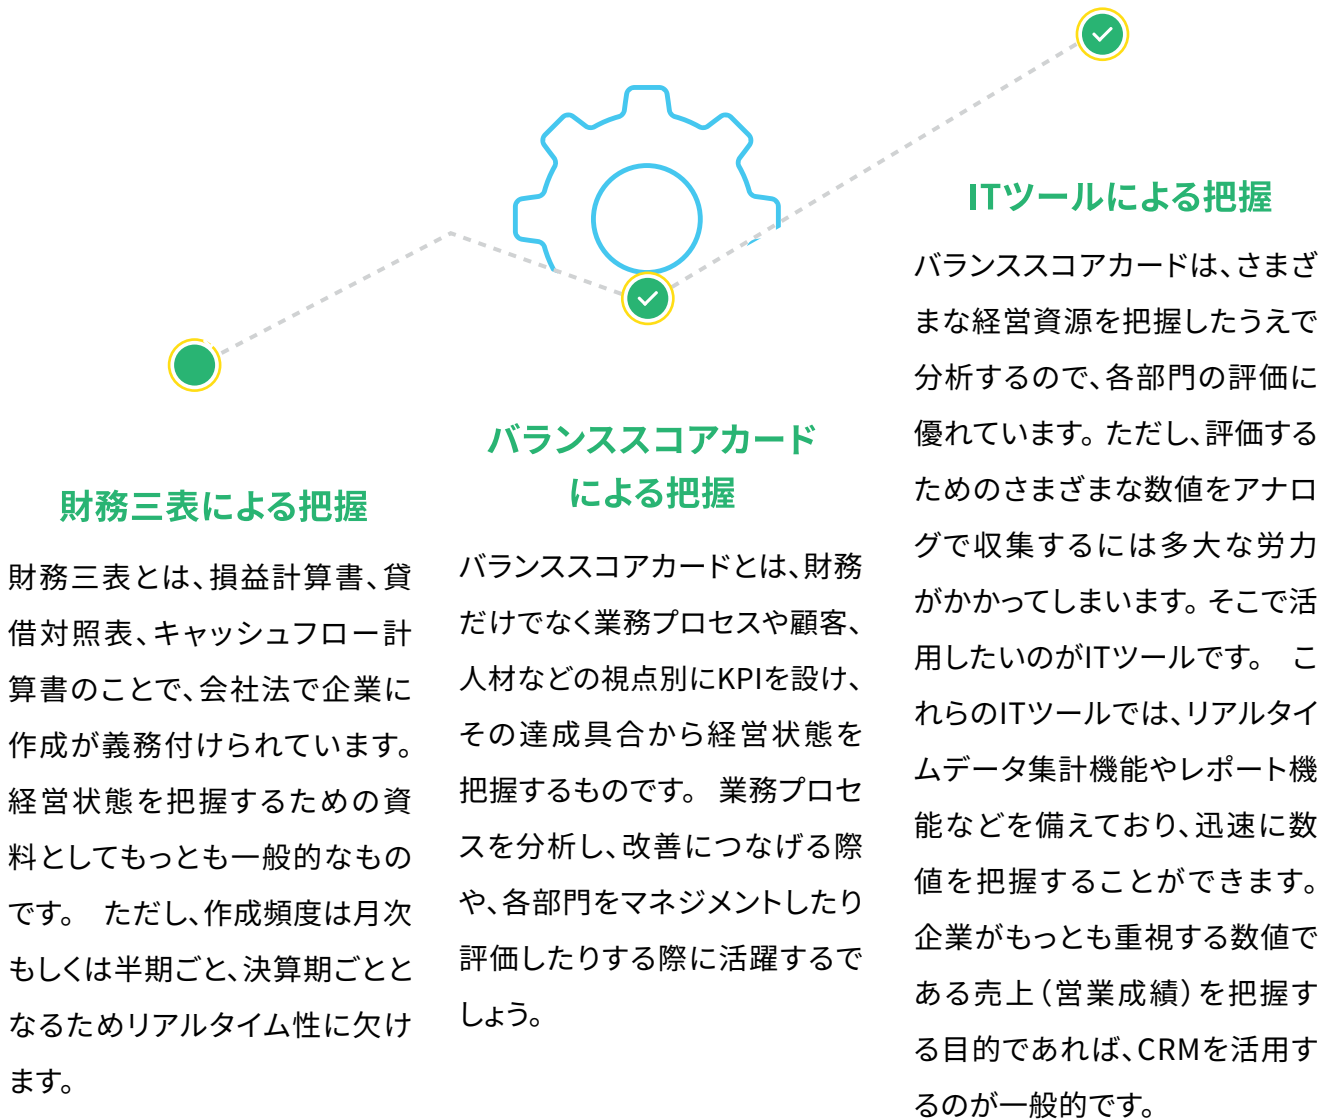 財務三表による把握
財務三表とは、損益計算書、貸
借対照表、キャッシュフロー計
算書のことで、会社法で企業に
作成が義務付けられています。
経営状態を把握するための資
料としてもっとも一般的なもの
です。 ただし、作成頻度は月次
もしくは半期ごと、決算期ごとと
なるためリアルタイム性に欠け
ます。
バランススコアカード
による把握
バランススコアカードとは、財務
だけでなく業務プロセスや顧客、
人材などの視点別にKPIを設け、
その達成具合から経営状態を
把握するものです。 業務プロセ
スを分析し、改善につなげる際
や、各部門をマネジメントしたり
評価したりする際に活躍するで
しょう。
ITツールによる把握
バランススコアカードは、さまざ
まな経営資源を把握したうえで
分析するので、各部門の評価に
優れています。ただし、評価する
ためのさまざまな数値をアナロ
グで収集するには多大な労力
がかかってしまいます。そこで活
用したいのがITツールです。 こ
れらのITツールでは、リアルタイ
ムデータ集計機能やレポート機
能などを備えており、迅速に数
値を把握することができます。
企業がもっとも重視する数値で
ある売上（営業成績）を把握す
る目的であれば、CRMを活用す
るのが一般的です。